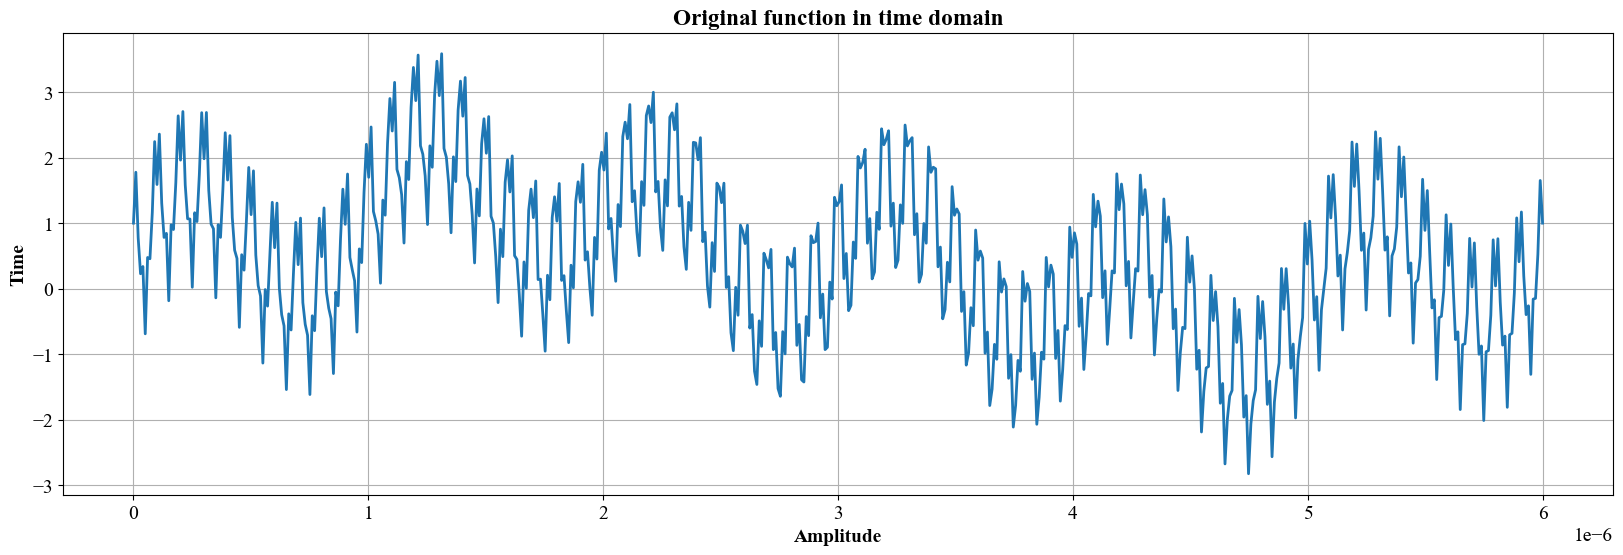 Original function in time domain
Time
3
2
1
0
−1
−2
−3
0 1 2 3 4 5 6
1e−6
Amplitude